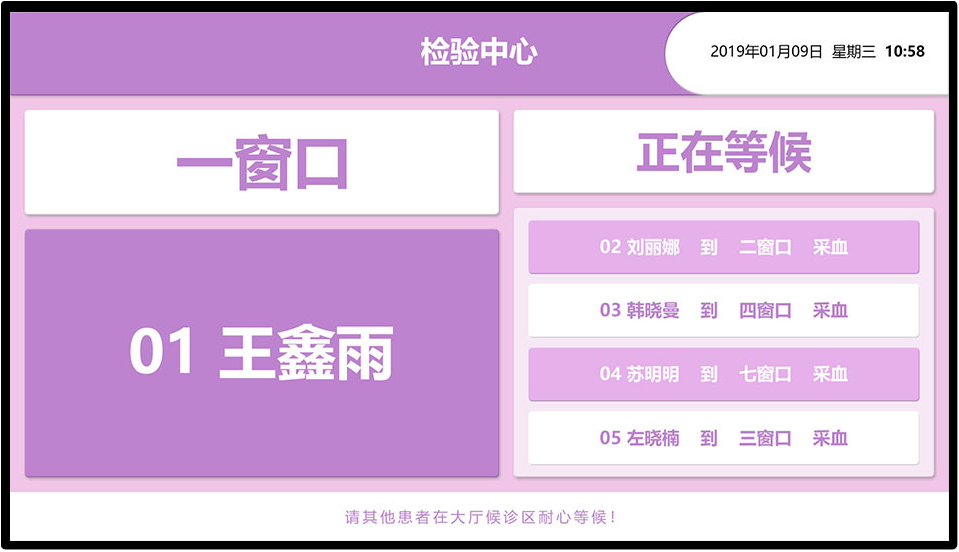 检验中心
2019年01月09日 星期三 10:58
一窗口
01 王鑫雨
正在等候
02 刘丽娜 到 二窗口 采血
03 韩晓曼 到 四窗口 采血
04 苏明明 到 七窗口 采血
05 左晓楠 到 三窗口 采血
请其他患者在大厅候诊区耐心等候！